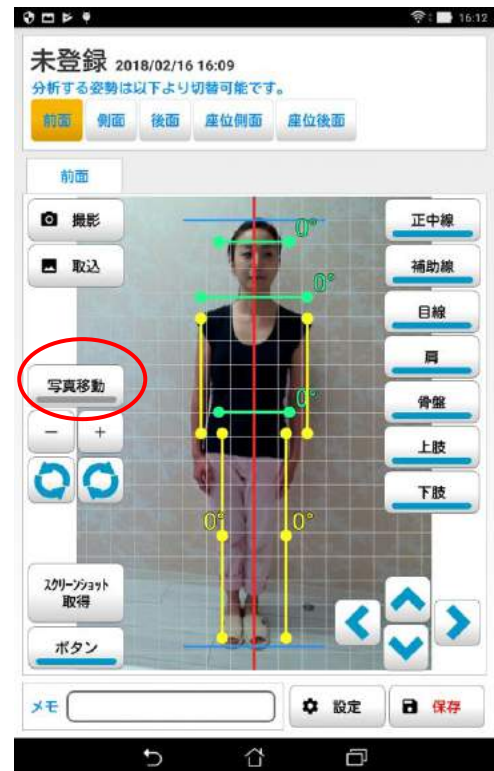 16:12
未登録 2018/02/16 16:09
分析する姿勢は以下より切替可能です。
前面 側面 後面 座位側面 座位後面
前面
撮影
取込
写真移動
− +
スクリーンショット
取得
ボタン
0°
0°
0°
0° 0°
正中線
補助線
目線
肩
骨盤
上肢
下肢
メモ
設定
保存